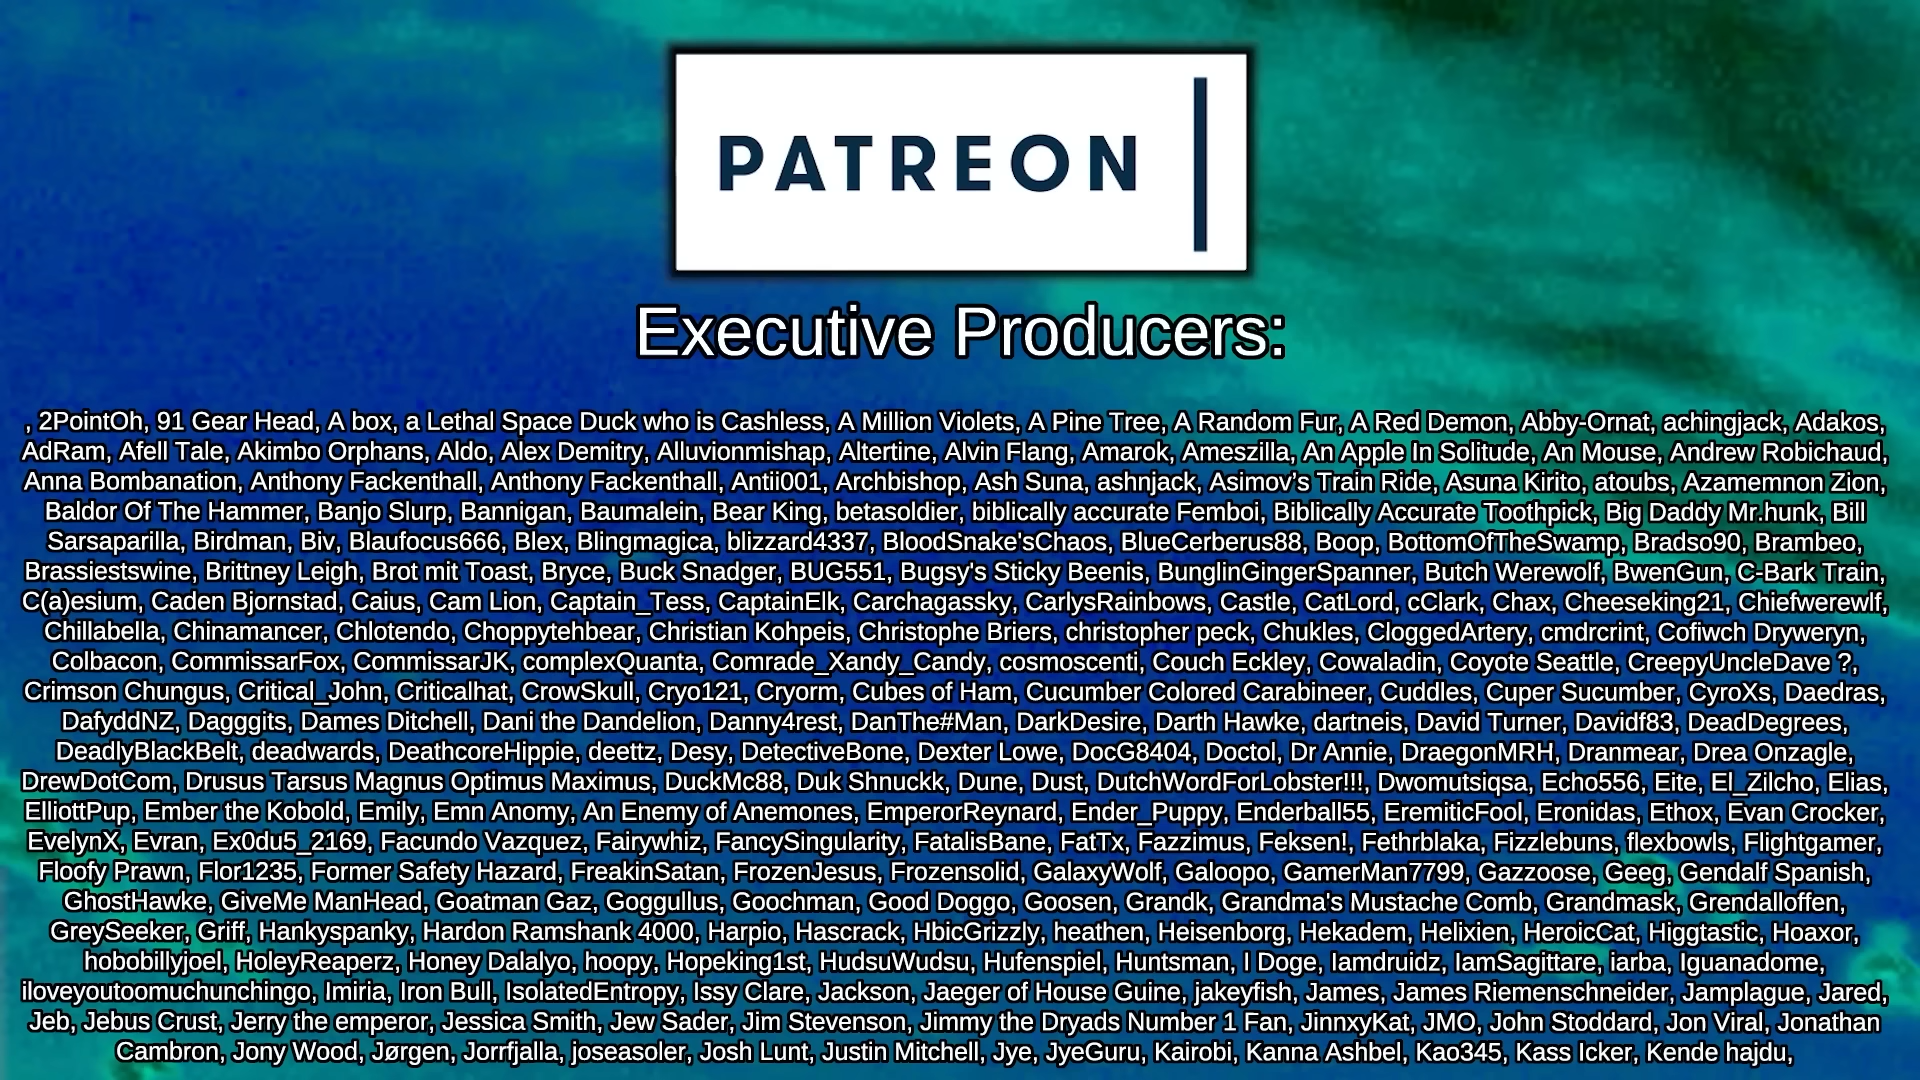 PATREON
Executive Producers:
, 2PointOh, 91 Gear Head, A box, a Lethal Space Duck who is Cashless, A Million Violets, A Pine Tree, A Random Fur, A Red Demon, Abby-Ornat, achingjack, Adakos,
AdRam, Afell Tale, Akimbo Orphans, Aldo, Alex Demitry, Alluvionmishap, Altertine, Alvin Flang, Amarok, Ameszilla, An Apple In Solitude, An Mouse, Andrew Robichaud,
Anna Bombanation, Anthony Fackenthall, Anthony Fackenthall, Antii001, Archbishop, Ash Suna, ashnjack, Asimov’s Train Ride, Asuna Kirito, atoubs, Azamemnon Zion,
Baldor Of The Hammer, Banjo Slurp, Bannigan, Baumalein, Bear King, betasoldier, biblically accurate Femboi, Biblically Accurate Toothpick, Big Daddy Mr.hunk, Bill
Sarsaparilla, Birdman, Biv, Blaufocus666, Blex, Blingmagica, blizzard4337, BloodSnake'sChaos, BlueCerberus88, Boop, BottomOfTheSwamp, Bradso90, Brambeo,
Brassiestswine, Brittney Leigh, Brot mit Toast, Bryce, Buck Snadger, BUG551, Bugsy's Sticky Beenis, BunglinGingerSpanner, Butch Werewolf, BwenGun, C-Bark Train,
C(a)esium, Caden Bjornstad, Caius, Cam Lion, Captain_Tess, CaptainElk, Carchagassky, CarlysRainbows, Castle, CatLord, cClark, Chax, Cheeseking21, Chiefwerewlf,
Chillabella, Chinamancer, Chlotendo, Choppytehbear, Christian Kohpeis, Christophe Briers, christopher peck, Chukles, CloggedArtery, cmdrcrint, Cofiwch Dryweryn,
Colbacon, CommissarFox, CommissarJK, complexQuanta, Comrade_Xandy_Candy, cosmoscenti, Couch Eckley, Cowaladin, Coyote Seattle, CreepyUncleDave ?,
Crimson Chungus, Critical_John, Criticalhat, CrowSkull, Cryo121, Cryorm, Cubes of Ham, Cucumber Colored Carabineer, Cuddles, Cuper Sucumber, CyroXs, Daedras,
DafyddNZ, Dagggits, Dames Ditchell, Dani the Dandelion, Danny4rest, DanThe#Man, DarkDesire, Darth Hawke, dartneis, David Turner, Davidf83, DeadDegrees,
DeadlyBlackBelt, deadwards, DeathcoreHippie, deettz, Desy, DetectiveBone, Dexter Lowe, DocG8404, Doctol, Dr Annie, DraegonMRH, Dranmear, Drea Onzagle,
DrewDotCom, Drusus Tarsus Magnus Optimus Maximus, DuckMc88, Duk Shnuckk, Dune, Dust, DutchWordForLobster!!!, Dwomutsiqsa, Echo556, Eite, El_Zilcho, Elias,
ElliottPup, Ember the Kobold, Emily, Emn Anomy, An Enemy of Anemones, EmperorReynard, Ender_Puppy, Enderball55, EremiticFool, Eronidas, Ethox, Evan Crocker,
EvelynX, Evran, Ex0du5_2169, Facundo Vazquez, Fairywhiz, FancySingularity, FatalisBane, FatTx, Fazzimus, Feksen!, Fethrblaka, Fizzlebuns, flexbowls, Flightgamer,
Floofy Prawn, Flor1235, Former Safety Hazard, FreakinSatan, FrozenJesus, Frozensolid, GalaxyWolf, Galoopo, GamerMan7799, Gazzoose, Geeg, Gendalf Spanish,
GhostHawke, GiveMe ManHead, Goatman Gaz, Goggullus, Goochman, Good Doggo, Goosen, Grandk, Grandma's Mustache Comb, Grandmask, Grendalloffen,
GreySeeker, Griff, Hankyspanky, Hardon Ramshank 4000, Harpio, Hascrack, HbicGrizzly, heathen, Heisenborg, Hekadem, Helixien, HeroicCat, Higgtastic, Hoaxor,
hobobillyjoel, HoleyReaperz, Honey Dalalyo, hoopy, Hopeking1st, HudsuWudsu, Hufenspiel, Huntsman, I Doge, Iamdruidz, IamSagittare, iarba, Iguanadome,
iloveyoutoomuchunchingo, Imiria, Iron Bull, IsolatedEntropy, Issy Clare, Jackson, Jaeger of House Guine, jakeyfish, James, James Riemenschneider, Jamplague, Jared,
Jeb, Jebus Crust, Jerry the emperor, Jessica Smith, Jew Sader, Jim Stevenson, Jimmy the Dryads Number 1 Fan, JinnxyKat, JMO, John Stoddard, Jon Viral, Jonathan
Cambron, Jony Wood, Jørgen, Jorrfjalla, joseasoler, Josh Lunt, Justin Mitchell, Jye, JyeGuru, Kairobi, Kanna Ashbel, Kao345, Kass Icker, Kende hajdu,